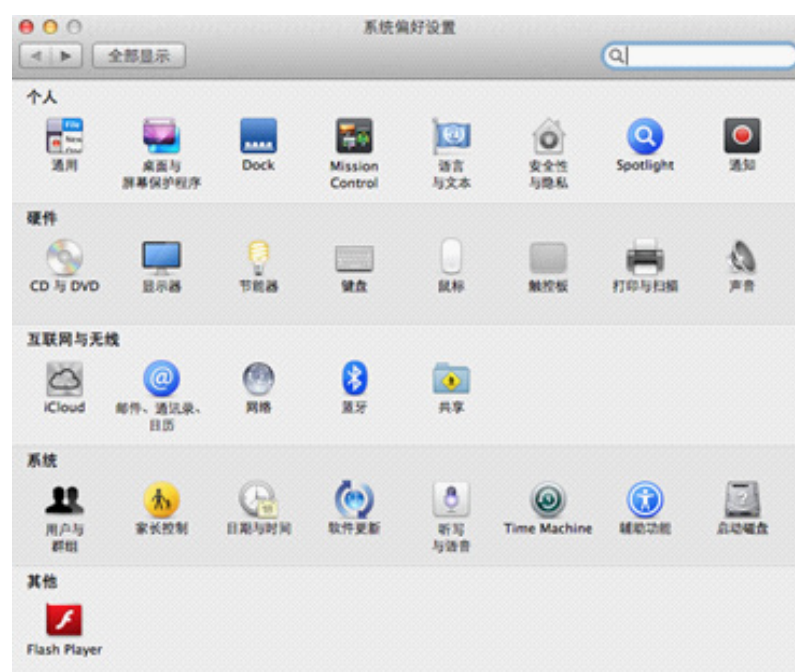 系统偏好设置
全部显示
个人
File
New
通用
桌面与
屏幕保护程序
Dock
Mission
Control
语言
与文本
安全性
与隐私
Spotlight
通知
硬件
CD 与 DVD
显示器
节能器
键盘
鼠标
触控板
打印与扫描
声音
互联网与无线
iCloud
邮件、通讯录、
日历
网络
蓝牙
共享
系统
用户与
群组
家长控制
日期与时间
软件更新
听写
与语音
Time Machine
辅助功能
启动磁盘
其他
Flash Player